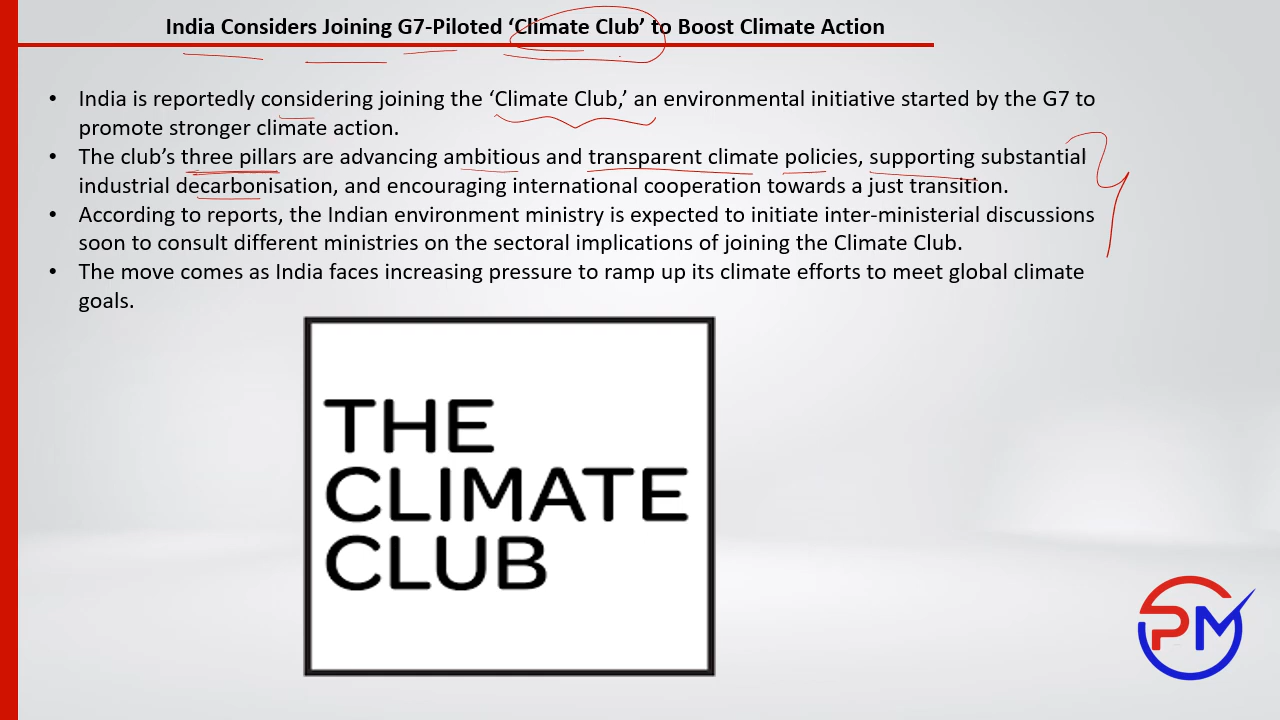 India Considers Joining G7-Piloted ‘Climate Club’ to Boost Climate Action
• India is reportedly considering joining the ‘Climate Club,’ an environmental initiative started by the G7 to
promote stronger climate action.
• The club’s three pillars are advancing ambitious and transparent climate policies, supporting substantial
industrial decarbonisation, and encouraging international cooperation towards a just transition.
• According to reports, the Indian environment ministry is expected to initiate inter-ministerial discussions
soon to consult different ministries on the sectoral implications of joining the Climate Club.
• The move comes as India faces increasing pressure to ramp up its climate efforts to meet global climate
goals.
THE
CLIMATE
CLUB
PM